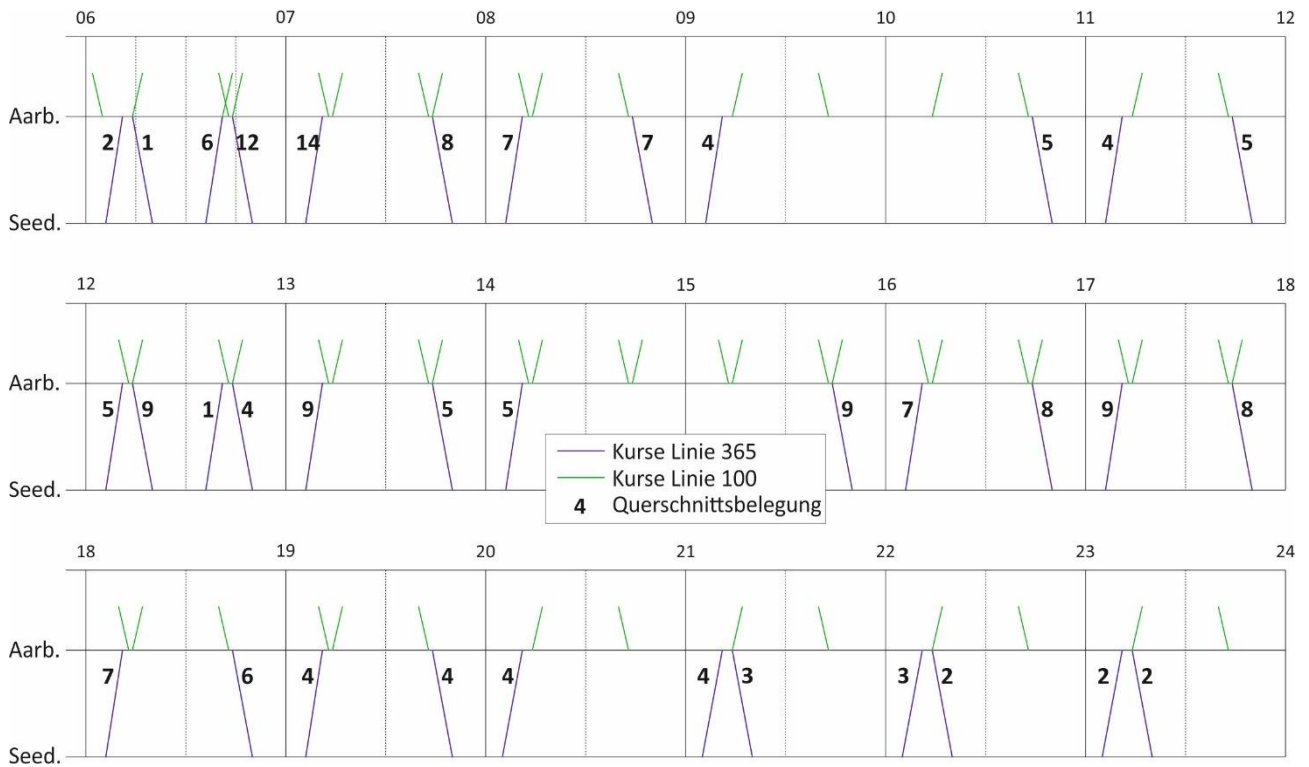 06 07 08 09 10 11 12
Aarb.
2 1 6 12 14 8 7 7 4 5 4 5
Seed.
12 13 14 15 16 17 18
Aarb.
5 9 1 4 9 5 5 9 7 8 9 8
Kurse Linie 365
Kurse Linie 100
Seed.
4 Querschnittsbelegung
18 19 20 21 22 23 24
Aarb.
7 6 4 4 4 4 3 3 2 2 2
Seed.